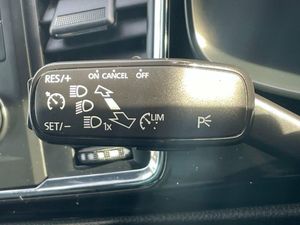 RES/+ ON CANCEL OFF
SET/- 1x LIM
P